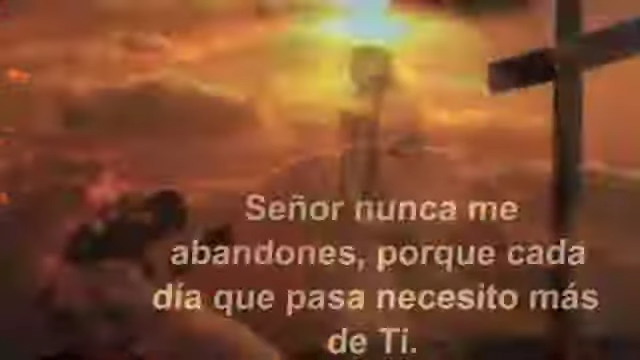 Señor nunca me
abandones, porque cada
día que pasa necesito más
de Ti.